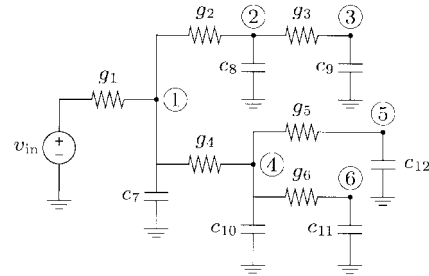 g2 g3 ② ③
g1 ① c8 c9
vin + −
g5 ⑤
g4 ④ c12
c7 g6 ⑥
c10 c11